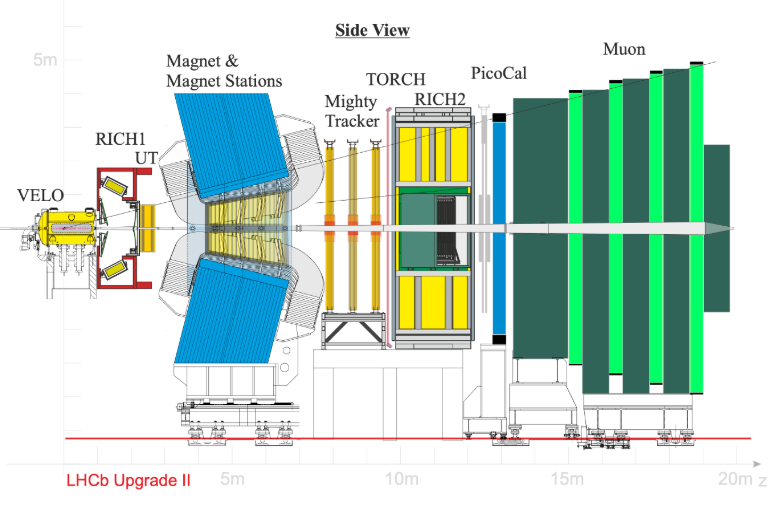 Side View
5m
Magnet &
Magnet Stations
TORCH
PicoCal
Muon
Mighty
Tracker
RICH2
RICH1
UT
VELO
LHCb Upgrade II
5m
10m
15m
20m
z